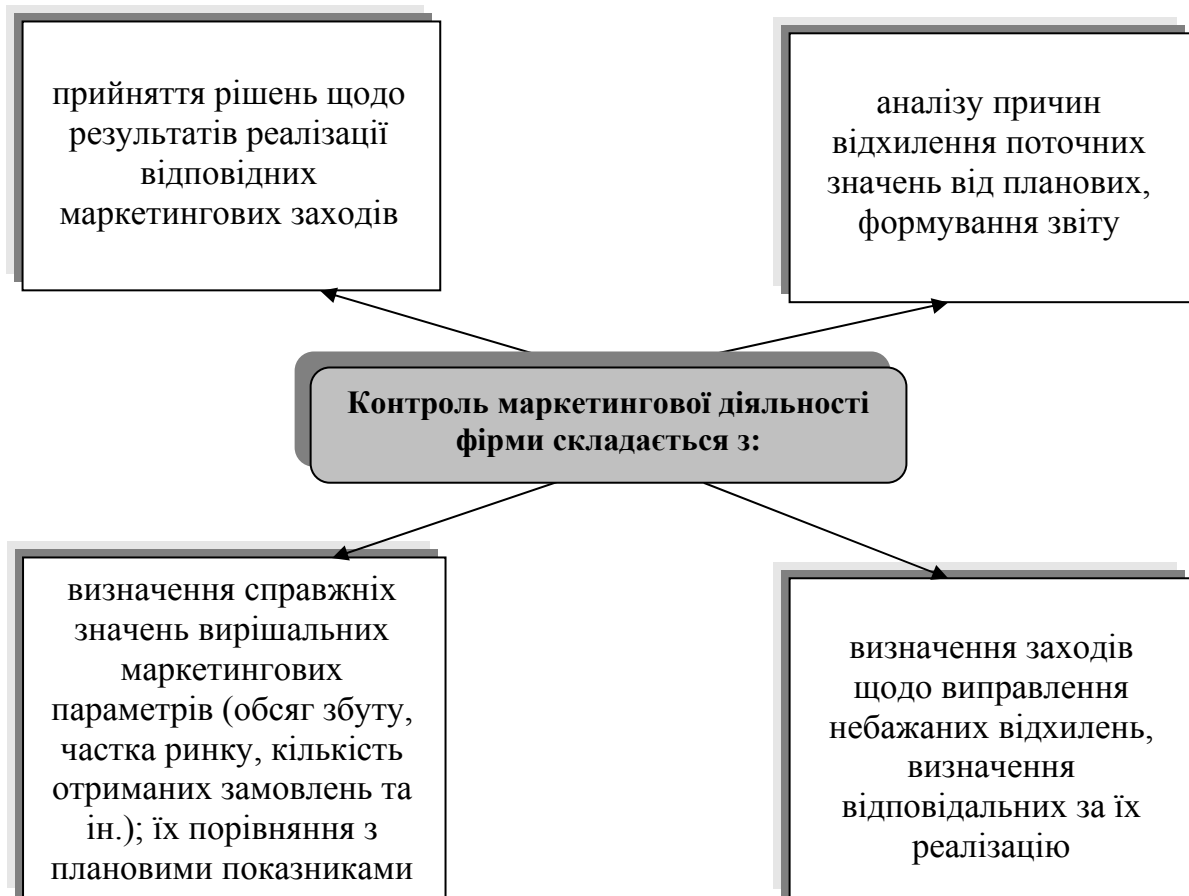 прийняття рішень щодо
результатів реалізації
відповідних
маркетингових заходів
аналізу причин
відхилення поточних
значень від планових,
формування звіту
Контроль маркетингової діяльності
фірми складається з:
визначення справжніх
значень вирішальних
маркетингових
параметрів (обсяг збуту,
частка ринку, кількість
отриманих замовлень та
ін.); їх порівняння з
плановими показниками
визначення заходів
щодо виправлення
небажаних відхилень,
визначення
відповідальних за їх
реалізацію